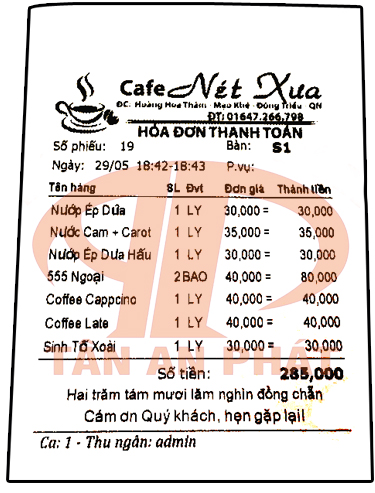 Cafe Nét Xưa
ĐC: Hoàng Hoa Thám - Mạo Khê - Đông Triều - QN
ĐT: 01647.266.798
HÓA ĐƠN THANH TOÁN
Số phiếu: 19 Bàn: S1
Ngày: 29/05 18:42-18:43 P.vụ:
Tên hàng SL Đvt Đơn giá Thành tiền
Nướp Ép Dứa 1 LY 30,000 = 30,000
Nước Cam + Carot 1 LY 35,000 = 35,000
Nướp Ép Dưa Hấu 1 LY 30,000 = 30,000
555 Ngoại 2 BAO 40,000 = 80,000
Coffee Cappcino 1 LY 40,000 = 40,000
Coffee Late 1 LY 40,000 = 40,000
Sinh Tố Xoài 1 LY 30,000 = 30,000
TÂN AN PHÁT
Số tiền: 285,000
Hai trăm tám mươi lăm nghìn đồng chẵn
Cám ơn Quý khách, hẹn gặp lại!
Ca: 1 - Thu ngân: admin